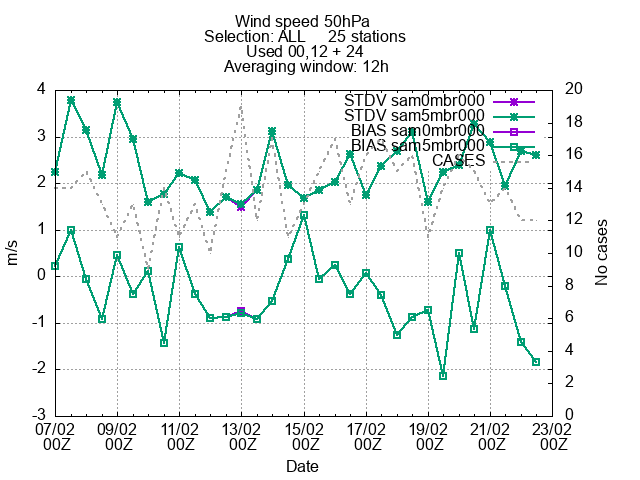 Wind speed 50hPa
Selection: ALL 25 stations
Used 00,12 + 24
Averaging window: 12h
STDV sam0mbr000
STDV sam5mbr000
BIAS sam0mbr000
BIAS sam5mbr000
CASES
4
3
2
1
0
-1
-2
-3
m/s
20
18
16
14
12
10
8
6
4
2
0
No cases
07/02 09/02 11/02 13/02 15/02 17/02 19/02 21/02 23/02
00Z 00Z 00Z 00Z 00Z 00Z 00Z 00Z 00Z
Date